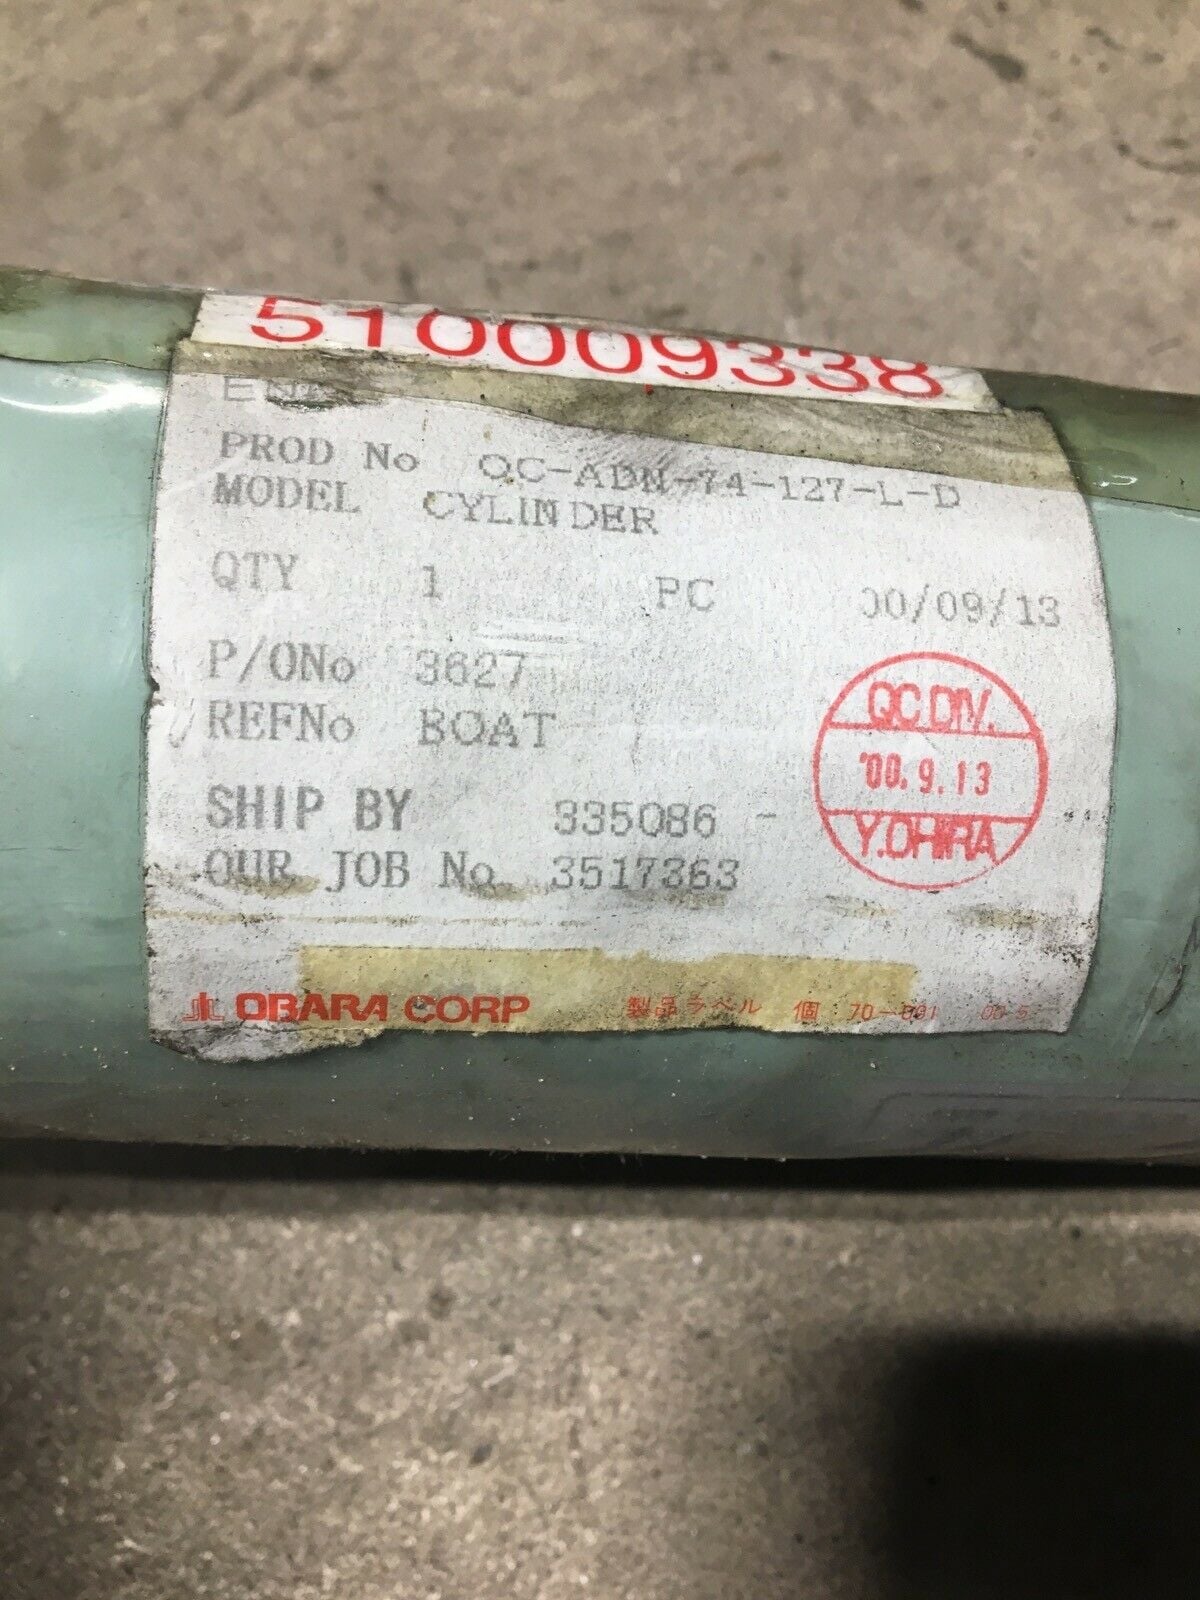 510009338
PROD No QC-ADN-74-127-L-D
MODEL CYLINDER
QTY 1 PC 00/09/13
P/ONo 3627
REFNo BOAT
QC.DIV.
'00.9.13
Y.OHIRA
SHIP BY 335086 -
OUR JOB No 3517363
OBARA CORP 製品ラベル 個